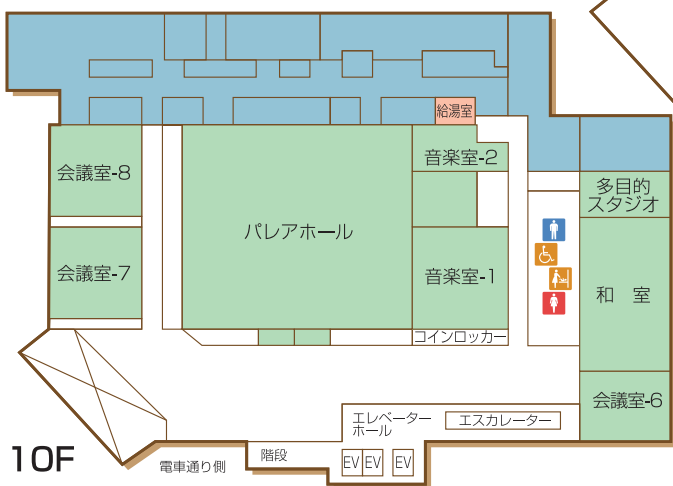 給湯室
音楽室-2
会議室-8
多目的
スタジオ
パレアホール
会議室-7
音楽室-1
和 室
コインロッカー
会議室-6
エレベーター
ホール
エスカレーター
10F
電車通り側
階段
EV EV EV